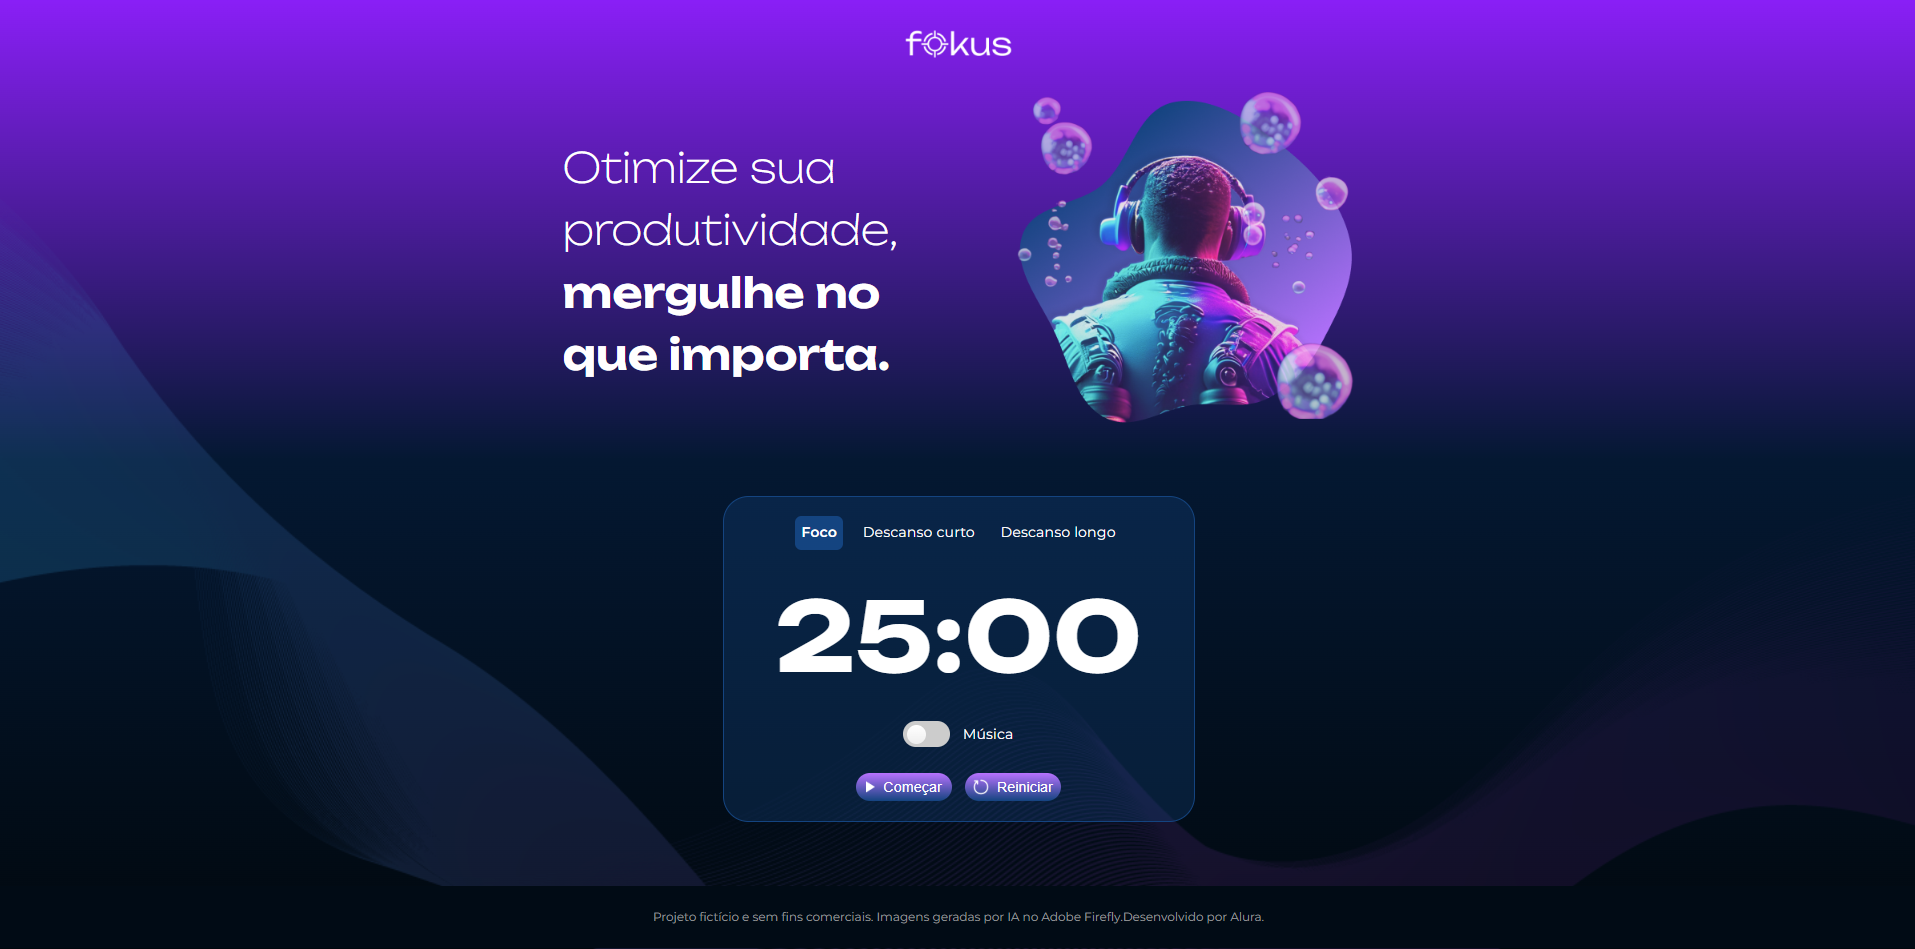 fokus
Otimize sua
produtividade,
mergulhe no
que importa.
Foco Descanso curto Descanso longo
25:00
Música
Começar Reiniciar
Projeto fictício e sem fins comerciais. Imagens geradas por IA no Adobe Firefly.Desenvolvido por Alura.